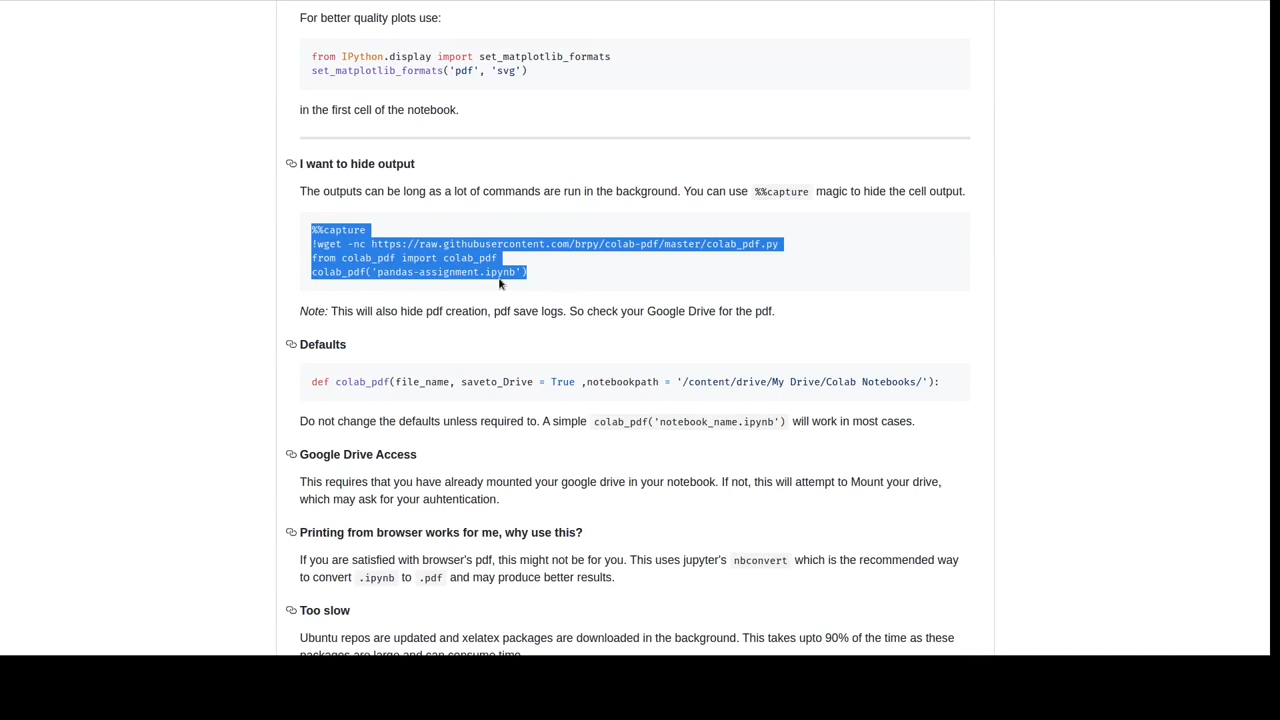 For better quality plots use:
from IPython.display import set_matplotlib_formats
set_matplotlib_formats('pdf', 'svg')
in the first cell of the notebook.
I want to hide output
The outputs can be long as a lot of commands are run in the background. You can use %%capture magic to hide the cell output.
%%capture
!wget -nc https://raw.githubusercontent.com/brpy/colab-pdf/master/colab_pdf.py
from colab_pdf import colab_pdf
colab_pdf('pandas-assignment.ipynb')
Note: This will also hide pdf creation, pdf save logs. So check your Google Drive for the pdf.
Defaults
def colab_pdf(file_name, saveto_Drive = True ,notebookpath = '/content/drive/My Drive/Colab Notebooks/'):
Do not change the defaults unless required to. A simple colab_pdf('notebook_name.ipynb') will work in most cases.
Google Drive Access
This requires that you have already mounted your google drive in your notebook. If not, this will attempt to Mount your drive,
which may ask for your auhtentication.
Printing from browser works for me, why use this?
If you are satisfied with browser's pdf, this might not be for you. This uses jupyter's nbconvert which is the recommended way
to convert .ipynb to .pdf and may produce better results.
Too slow
Ubuntu repos are updated and xelatex packages are downloaded in the background. This takes upto 90% of the time as these
packages are large and can consume time.